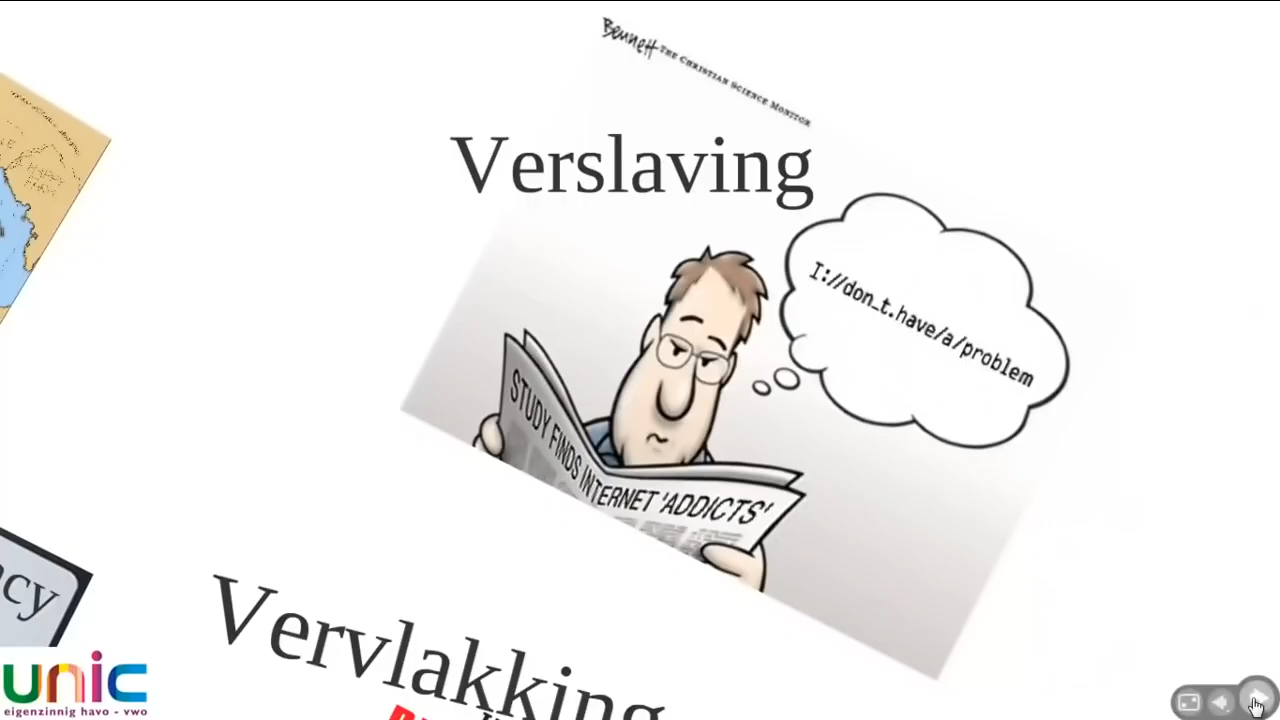 Bennett THE CHRISTIAN SCIENCE MONITOR
Verslaving
I://don_t.have/a/problem
STUDY FINDS INTERNET 'ADDICTS'
cy
Vervlakking
unic
eigenzinnig havo - vwo